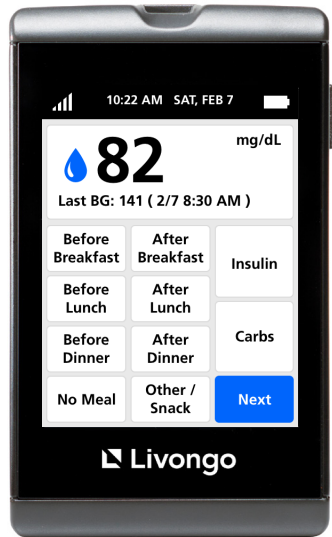 10:22 AM SAT, FEB 7
82
mg/dL
Last BG: 141 ( 2/7 8:30 AM )
Before
Breakfast
After
Breakfast
Insulin
Before
Lunch
After
Lunch
Carbs
Before
Dinner
After
Dinner
No Meal
Other /
Snack
Next
Livongo